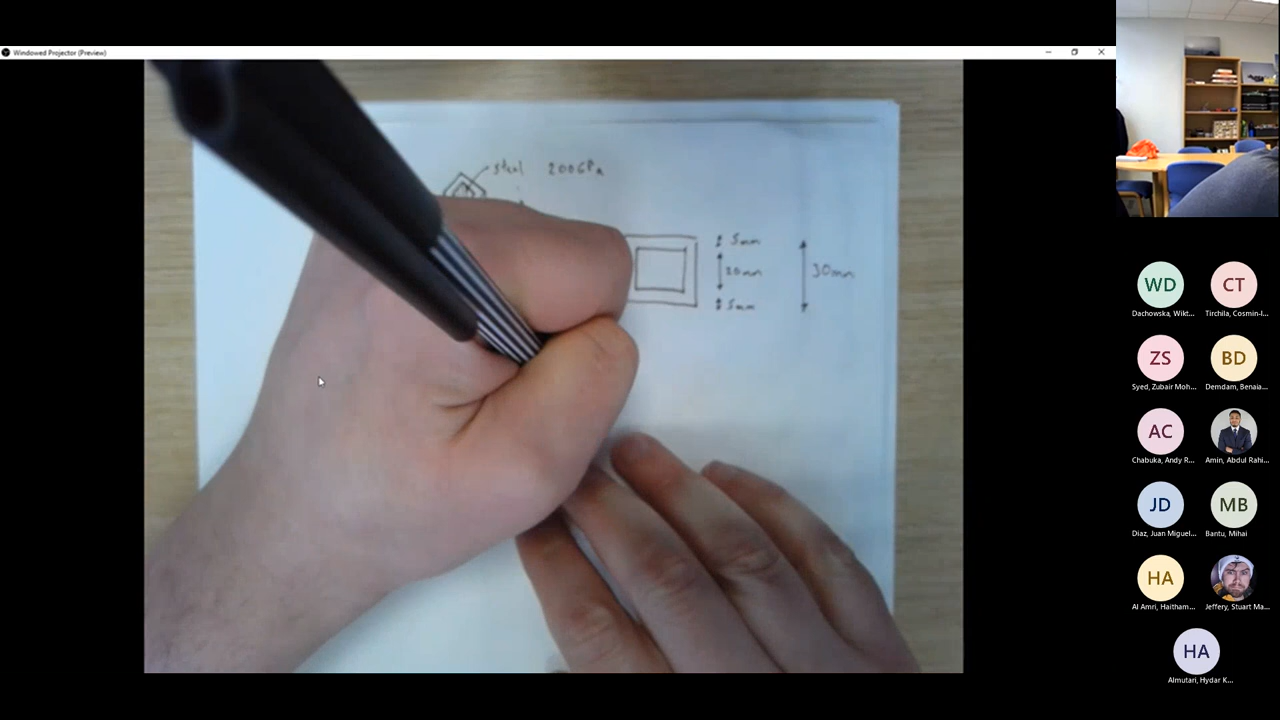 Windowed Projector (Preview)
steel 200GPa
5mm
20mm
30mm
5mm
WD
CT
Dachowska, Wikt...
Tirchila, Cosmin-I...
ZS
BD
Syed, Zubair Moh...
Demdam, Benaia...
AC
Chabuka, Andy R...
Amin, Abdul Rahi...
JD
MB
Diaz, Juan Miguel...
Bantu, Mihai
HA
Al Amri, Haitham...
Jeffery, Stuart Ma...
HA
Almutari, Hydar K...